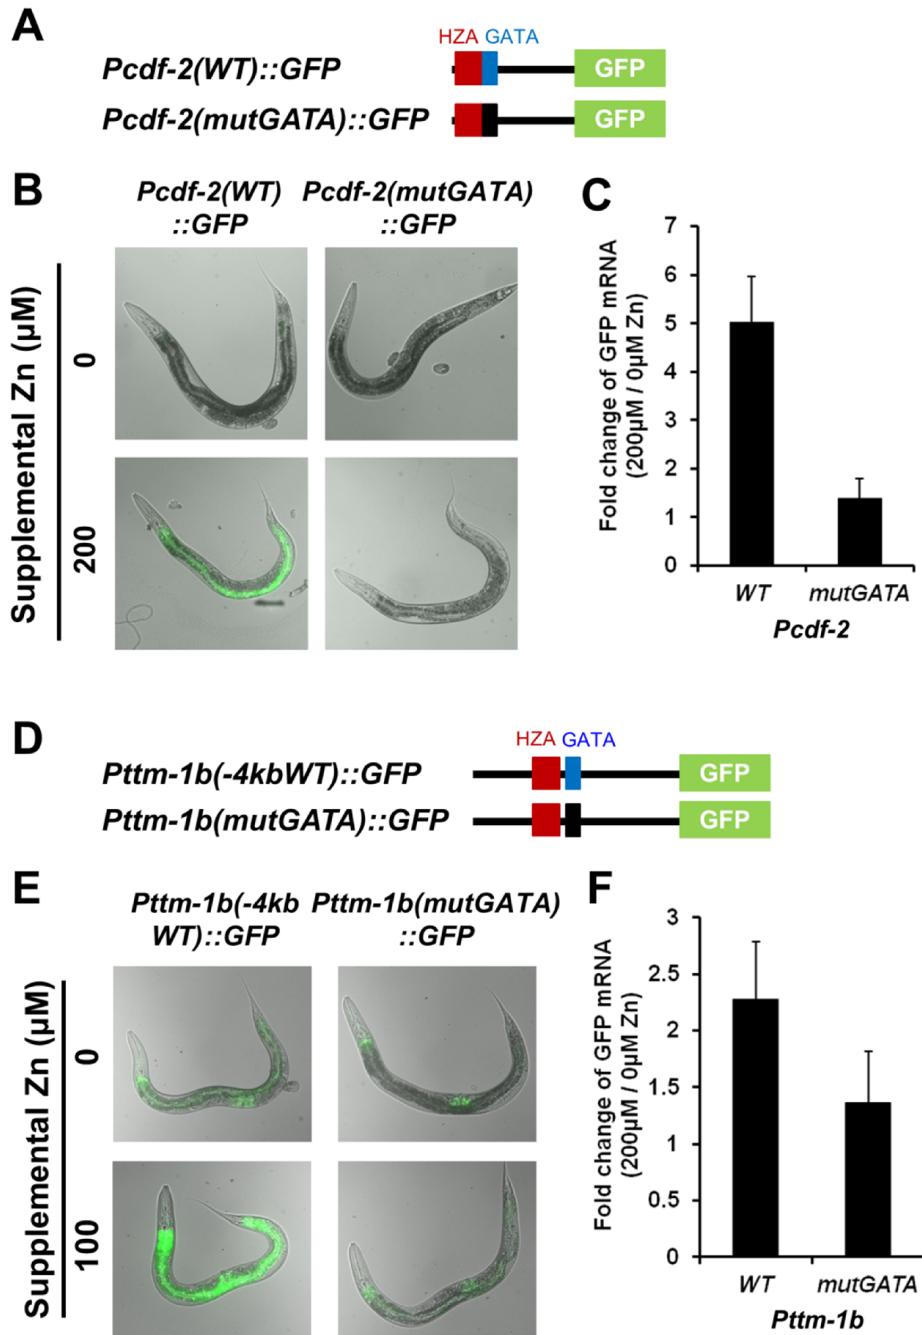 A
HZA GATA
Pcdf-2(WT)::GFP
GFP
Pcdf-2(mutGATA)::GFP
GFP
B
Pcdf-2(WT)
::GFP
Pcdf-2(mutGATA)
::GFP
Supplemental Zn (µM)
0
200
C
Fold change of GFP mRNA
(200µM / 0µM Zn)
7
6
5
4
3
2
1
0
WT
mutGATA
Pcdf-2
D
HZA GATA
Pttm-1b(-4kbWT)::GFP
GFP
Pttm-1b(mutGATA)::GFP
GFP
E
Pttm-1b(-4kb
WT)::GFP
Pttm-1b(mutGATA)
::GFP
Supplemental Zn (µM)
0
100
F
Fold change of GFP mRNA
(200µM / 0µM Zn)
3
2.5
2
1.5
1
0.5
0
WT
mutGATA
Pttm-1b